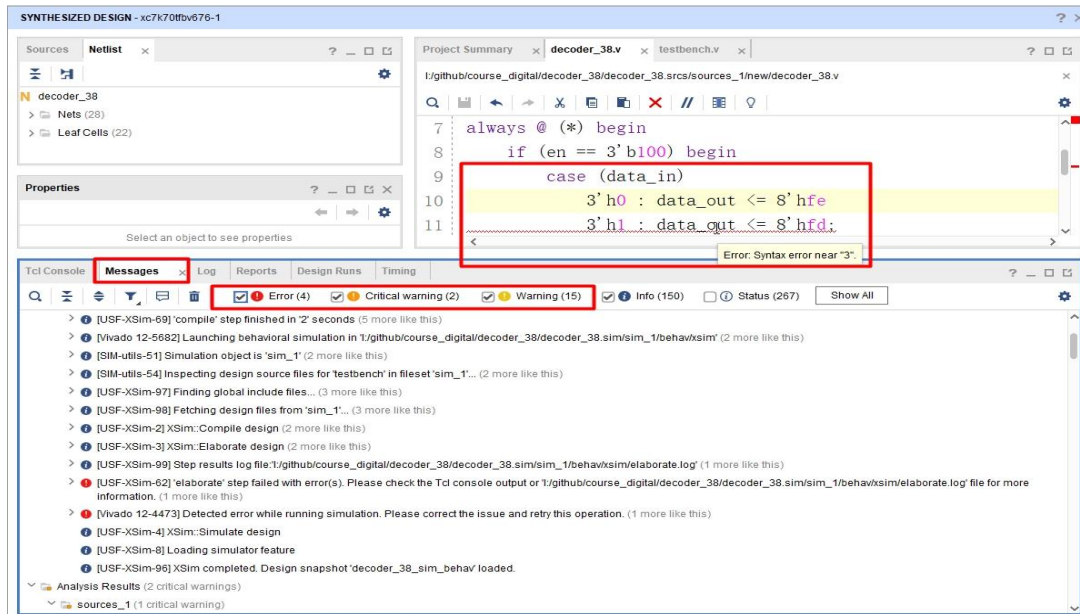 SYNTHESIZED DESIGN - xc7k70tfbv676-1
Sources Netlist
decoder_38
Nets (28)
Leaf Cells (22)
Properties
Select an object to see properties
Project Summary decoder_38.v testbench.v
I:/github/course_digital/decoder_38/decoder_38.srcs/sources_1/new/decoder_38.v
7 always @ (*) begin
8 if (en == 3'b100) begin
9 case (data_in)
10 3'h0 : data_out <= 8'hfe
11 3'h1 : data_out <= 8'hfd;
Error: Syntax error near "3".
Tcl Console Messages Log Reports Design Runs Timing
Error (4) Critical warning (2) Warning (15) Info (150) Status (267) Show All
[USF-XSim-69] 'compile' step finished in '2' seconds (5 more like this)
[Vivado 12-5682] Launching behavioral simulation in 'I:/github/course_digital/decoder_38/decoder_38.sim/sim_1/behav/xsim' (2 more like this)
[SIM-utils-51] Simulation object is 'sim_1' (2 more like this)
[SIM-utils-54] Inspecting design source files for 'testbench' in fileset 'sim_1'... (2 more like this)
[USF-XSim-97] Finding global include files... (3 more like this)
[USF-XSim-98] Fetching design files from 'sim_1'... (3 more like this)
[USF-XSim-2] XSim::Compile design (2 more like this)
[USF-XSim-3] XSim::Elaborate design (2 more like this)
[USF-XSim-99] Step results log file:'I:/github/course_digital/decoder_38/decoder_38.sim/sim_1/behav/xsim/elaborate.log' (1 more like this)
[USF-XSim-62] 'elaborate' step failed with error(s). Please check the Tcl console output or 'I:/github/course_digital/decoder_38/decoder_38.sim/sim_1/behav/xsim/elaborate.log' file for more
information. (1 more like this)
[Vivado 12-4473] Detected error while running simulation. Please correct the issue and retry this operation. (1 more like this)
[USF-XSim-4] XSim::Simulate design
[USF-XSim-8] Loading simulator feature
[USF-XSim-96] XSim completed. Design snapshot 'decoder_38_sim_behav' loaded.
Analysis Results (2 critical warnings)
sources_1 (1 critical warning)